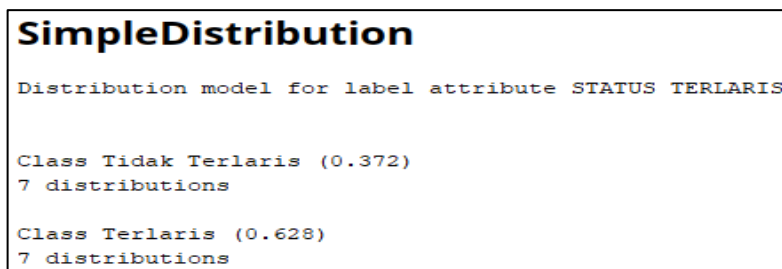 SimpleDistribution
Distribution model for label attribute STATUS TERLARIS
Class Tidak Terlaris (0.372)
7 distributions
Class Terlaris (0.628)
7 distributions